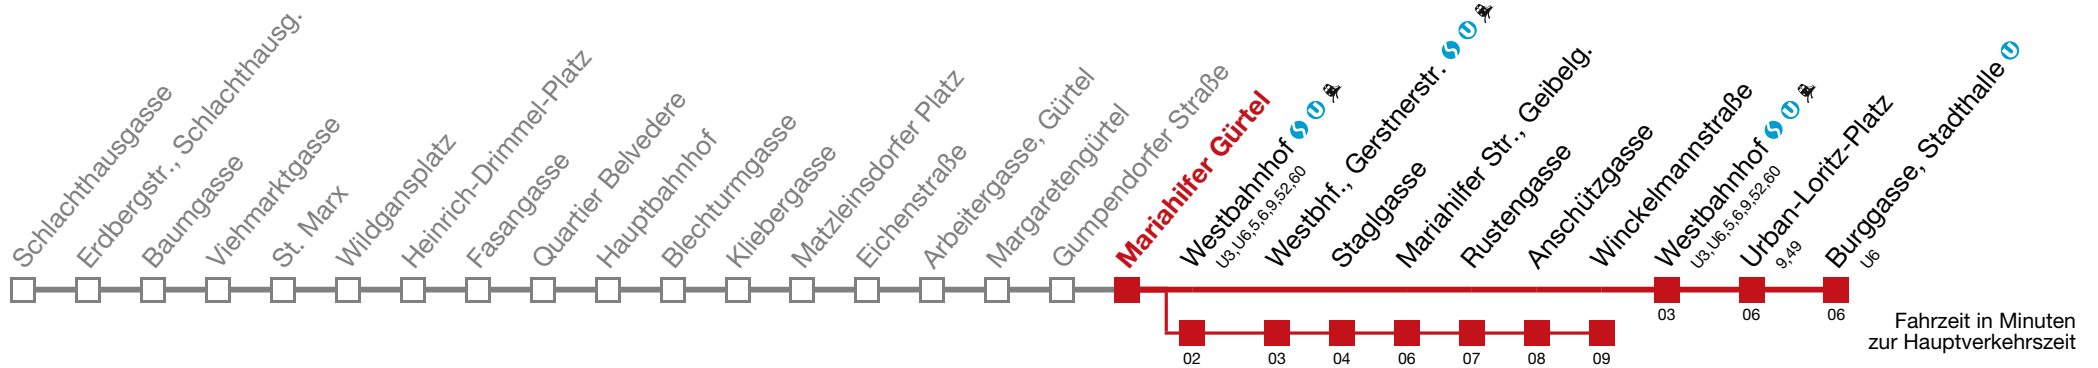 Schlachthausgasse
Erdbergstr., Schlachthausg.
Baumgasse
Viehmarktgasse
St. Marx
Wildgansplatz
Heinrich-Drimmel-Platz
Fasangasse
Quartier Belvedere
Hauptbahnhof
Blechturmgasse
Kliebergasse
Matzleinsdorfer Platz
Eichenstraße
Arbeitergasse, Gürtel
Margaretengürtel
Gumpendorfer Straße
Mariahilfer Gürtel
Westbahnhof
U3, U6,5,6,9,52,60
Westbhf., Gerstnerstr.
Staglgasse
Mariahilfer Str., Geibelg.
Rustengasse
Anschützgasse
Winckelmannstraße
Westbahnhof
U3, U6,5,6,9,52,60
Urban-Loritz-Platz
9,49
Burggasse, Stadthalle U
U6
03 06 06
02 03 04 06 07 08 09
Fahrzeit in Minuten
zur Hauptverkehrszeit